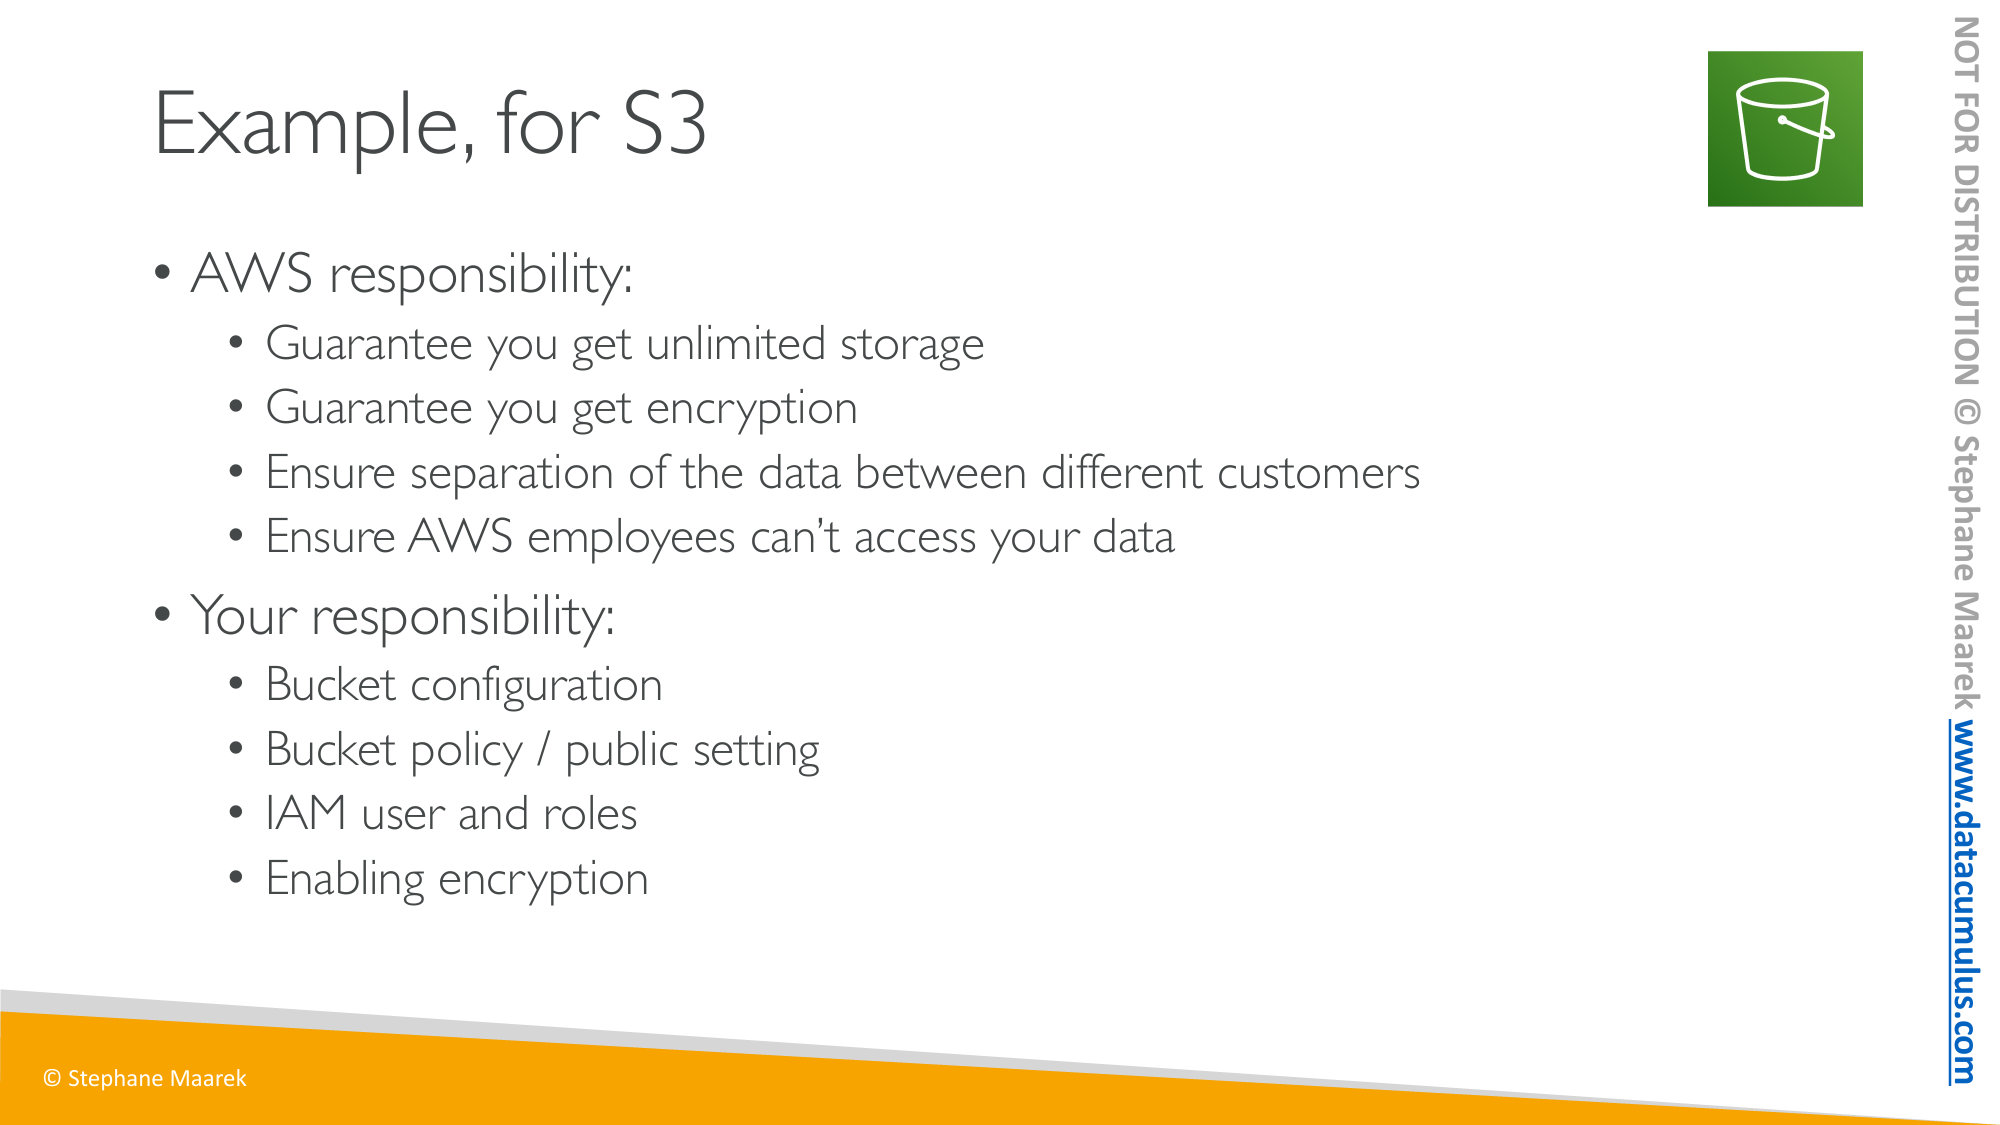 Example, for S3
• AWS responsibility:
• Guarantee you get unlimited storage
• Guarantee you get encryption
• Ensure separation of the data between different customers
• Ensure AWS employees can’t access your data
• Your responsibility:
• Bucket configuration
• Bucket policy / public setting
• IAM user and roles
• Enabling encryption
© Stephane Maarek
NOT FOR DISTRIBUTION © Stephane Maarek www.datacumulus.com